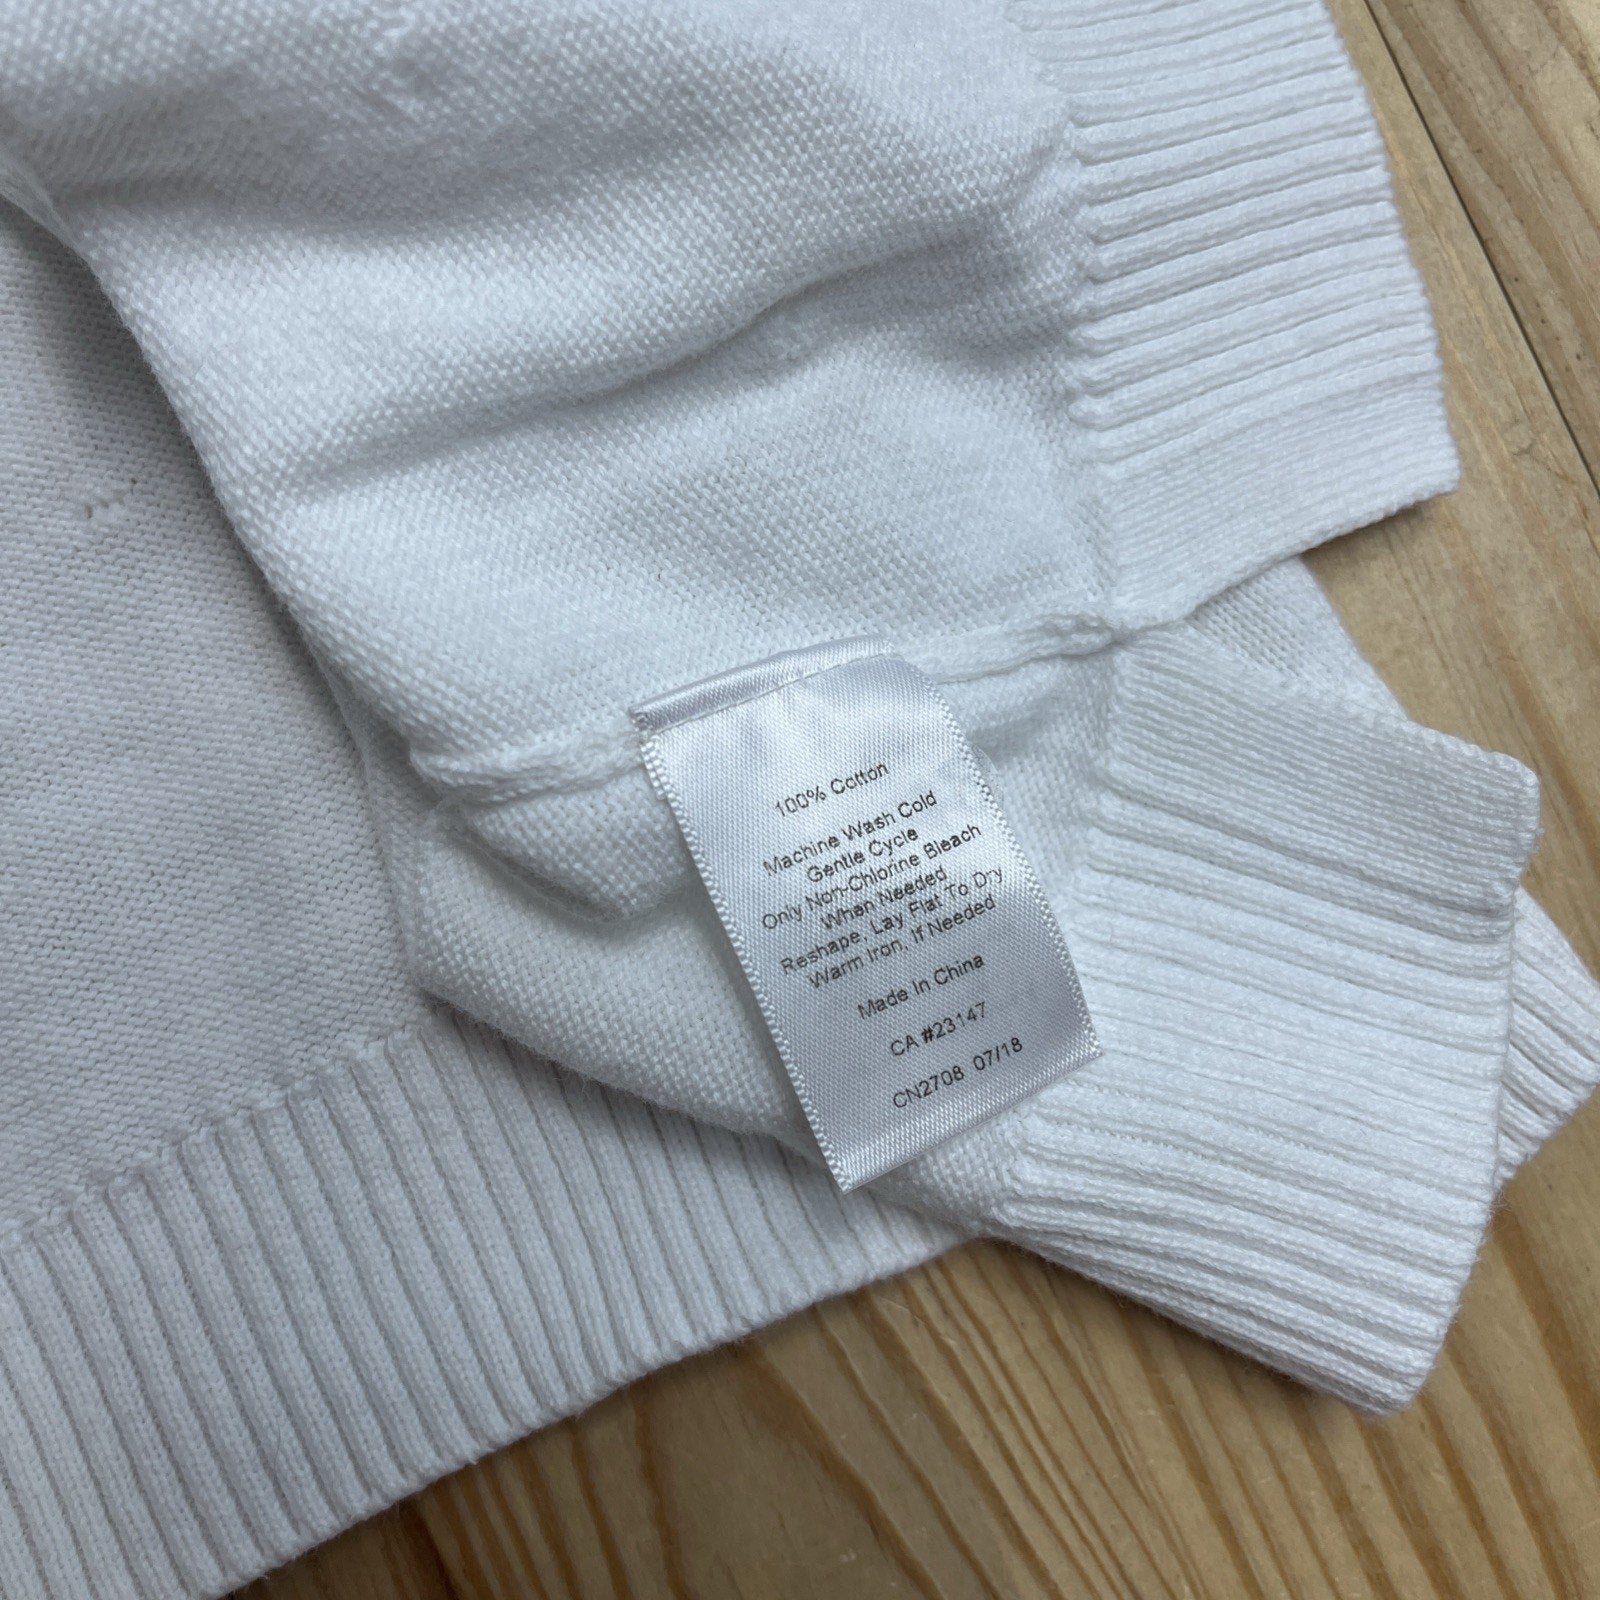 100% Cotton
Machine Wash Cold
Gentle Cycle
Only Non-Chlorine Bleach
When Needed
Reshape, Lay Flat To Dry
Warm Iron, If Needed
Made In China
CA #23147
CN2708 07/18